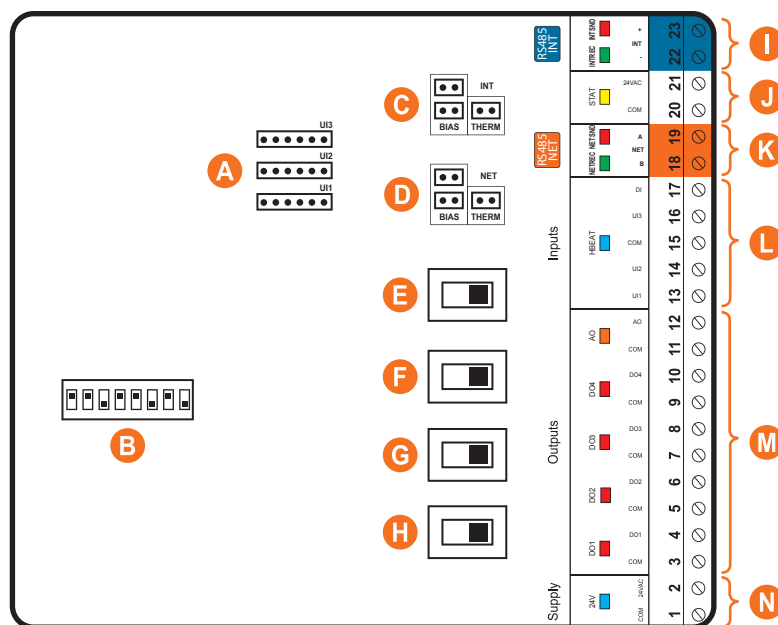 A
UI3
UI2
UI1
B
C
INT
BIAS
THERM
D
NET
BIAS
THERM
E
F
G
H
RS485
INT
RS485
NET
Inputs
Outputs
Supply
INTREC INTSND
+
INT
-
23
22
I
STAT
24VAC
COM
21
20
J
NETREC NETSND
A
NET
B
19
18
K
HBEAT
DI
UI3
COM
UI2
UI1
17
16
15
14
13
L
AO
AO
COM
12
11
DO4
DO4
COM
10
9
DO3
DO3
COM
8
7
DO2
DO2
COM
6
5
DO1
DO1
COM
4
3
M
24V
24VAC
COM
2
1
N